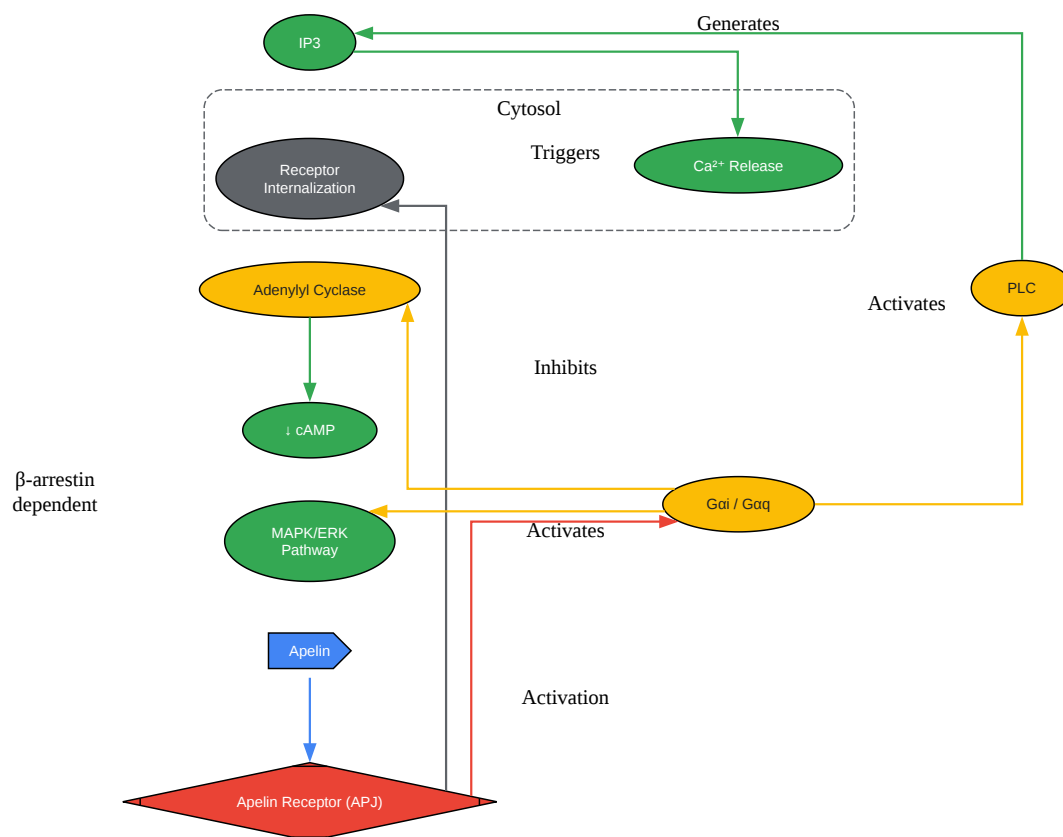 Generates
IP3
Cytosol
Triggers
Ca²⁺ Release
Receptor
Internalization
Adenylyl Cyclase
PLC
Activates
Inhibits
↓ cAMP
β-arrestin
dependent
Gαi / Gαq
Activates
MAPK/ERK
Pathway
Apelin
Activation
Apelin Receptor (APJ)